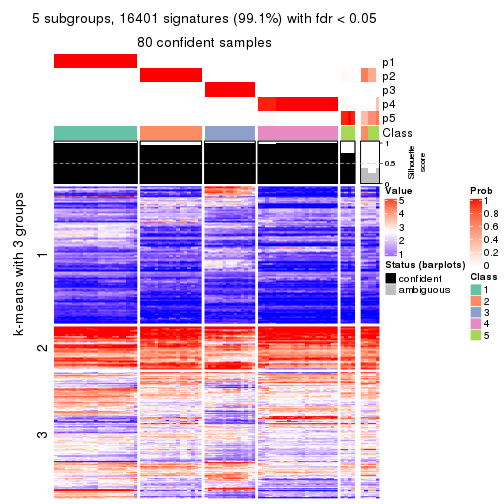 5 subgroups, 16401 signatures (99.1%) with fdr < 0.05
80 confident samples
p1
p2
p3
p4
p5
Class
1
0.5
0
Silhouette
score
k-means with 3 groups
1
2
3
Value
5
4
3
2
1
Status (barplots)
confident
ambiguous
Prob
1
0.8
0.6
0.4
0.2
0
Class
1
2
3
4
5